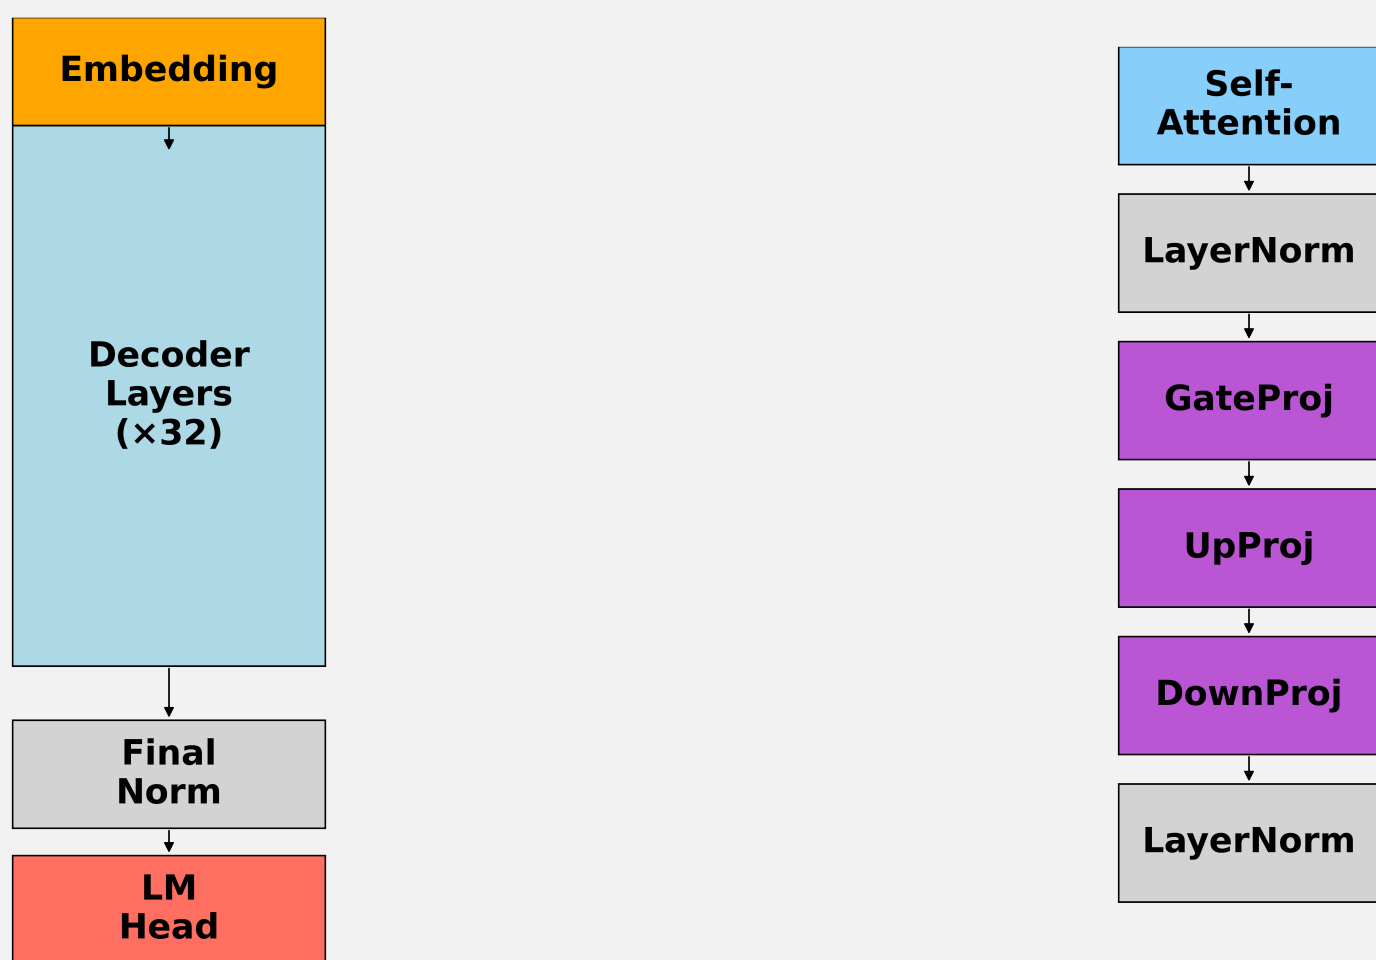 Embedding
Decoder
Layers
(×32)
Final
Norm
LM
Head
Self-
Attention
LayerNorm
GateProj
UpProj
DownProj
LayerNorm